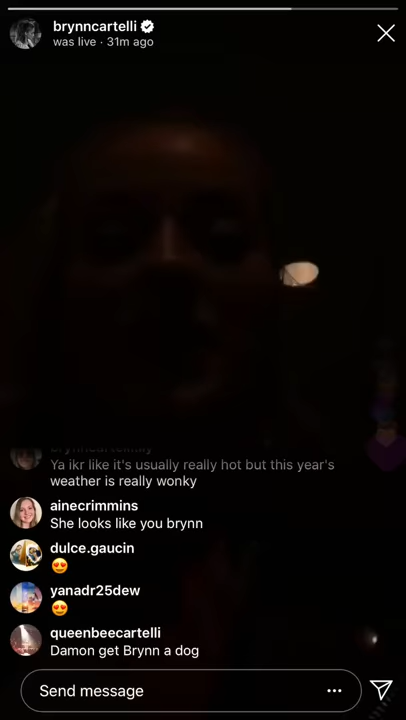 brynncartelli
was live · 31m ago
Ya ikr like it's usually really hot but this year's
weather is really wonky
ainecrimmins
She looks like you brynn
dulce.gaucin
😍
yanadr25dew
😍
queenbeecartelli
Damon get Brynn a dog
Send message